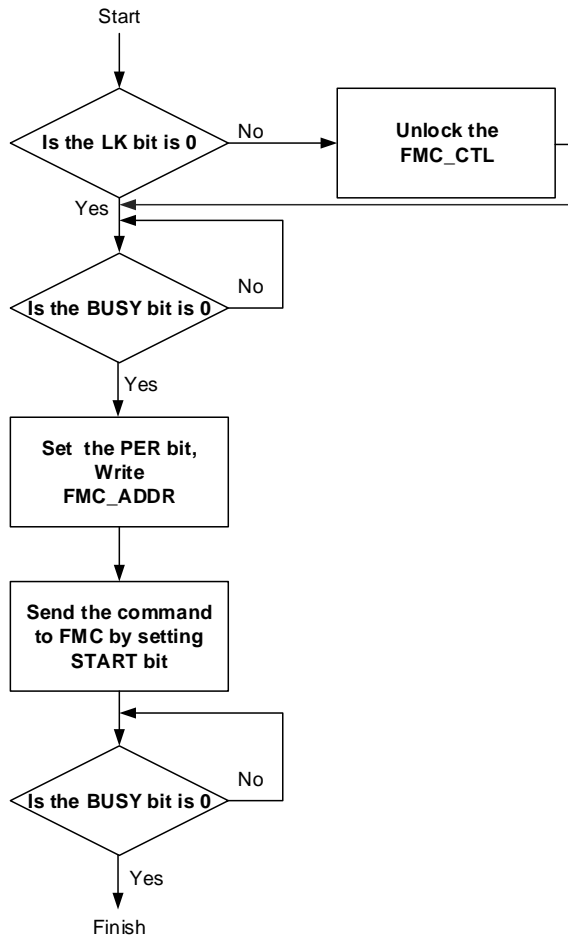 Start
Is the LK bit is 0
No
Unlock the
FMC_CTL
Yes
Is the BUSY bit is 0
No
Yes
Set the PER bit,
Write
FMC_ADDR
Send the command
to FMC by setting
START bit
Is the BUSY bit is 0
No
Yes
Finish